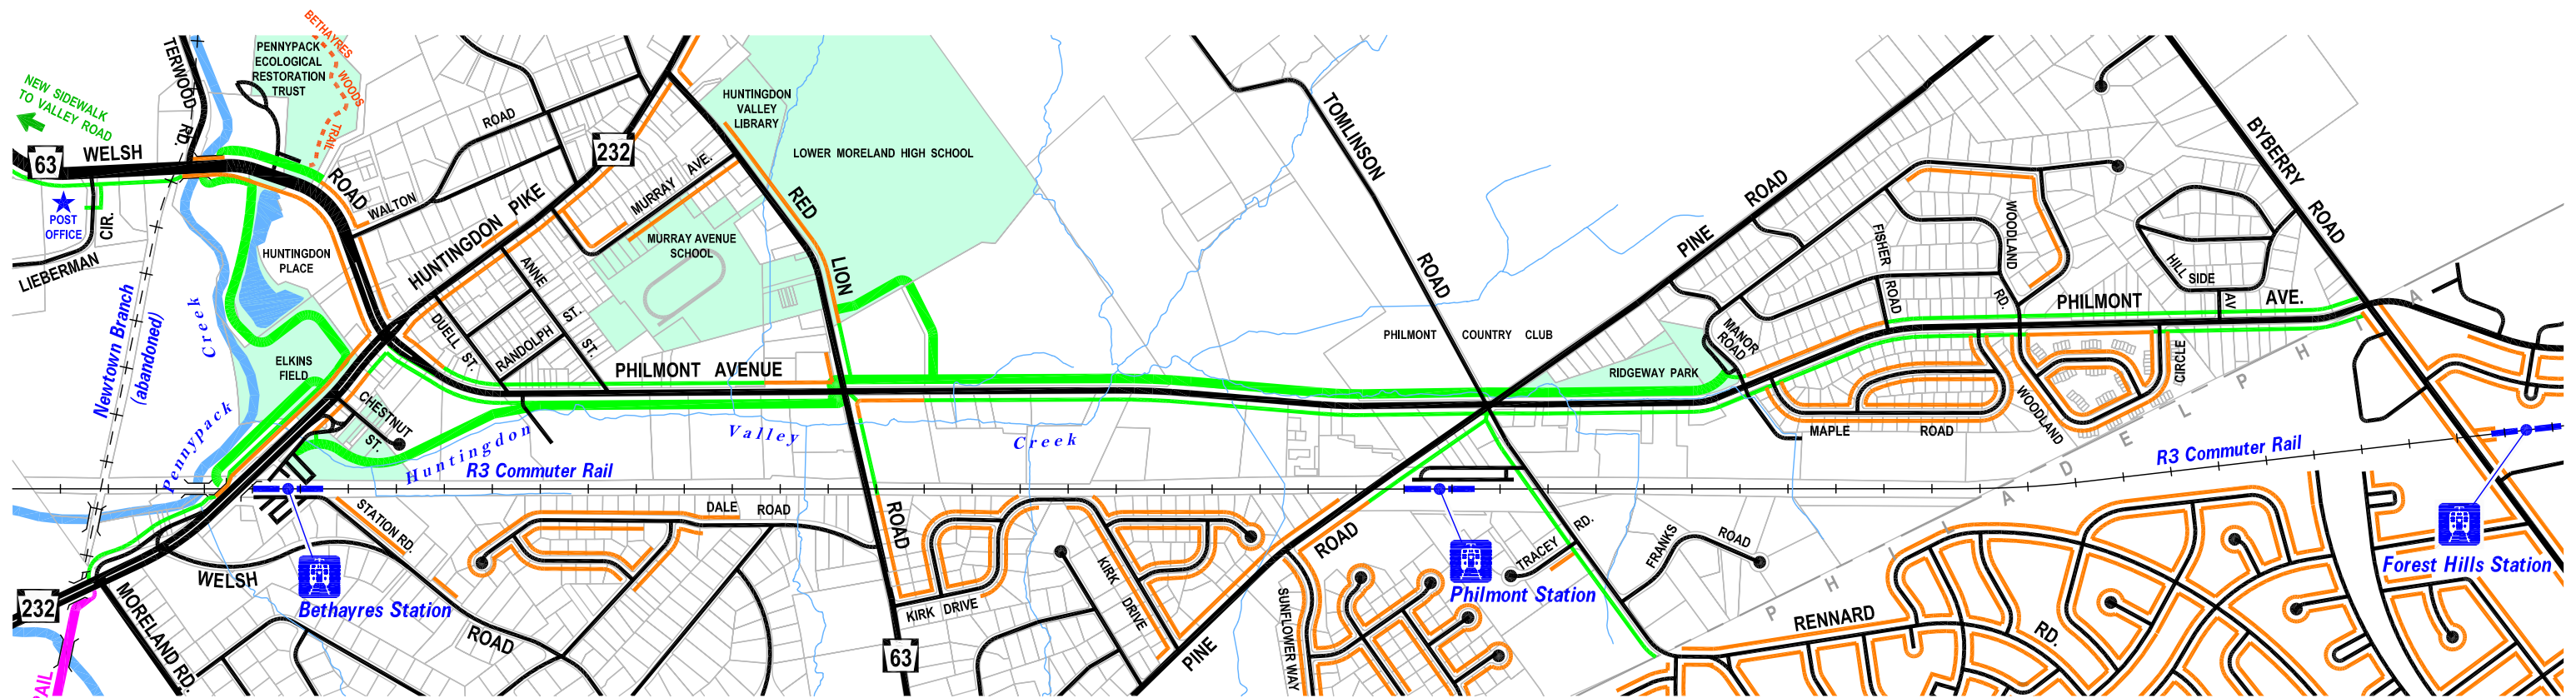 BETHAYRES
WOODS
TRAIL
PENNYPACK
ECOLOGICAL
RESTORATION
TRUST
TERWOOD
RD.
NEW SIDEWALK
TO VALLEY ROAD
63
WELSH
ROAD
POST
OFFICE
CIR.
LIEBERMAN
Newtown Branch
(abandoned)
Pennypack
Creek
HUNTINGDON
PLACE
ELKINS
FIELD
WALTON
ROAD
HUNTINGDON PIKE
232
MURRAY AVE.
HUNTINGDON
VALLEY
LIBRARY
LOWER MORELAND HIGH SCHOOL
MURRAY AVENUE
SCHOOL
RED
LION
ROAD
63
ANNE
ST.
DUELL ST.
RANDOLPH ST.
PHILMONT AVENUE
CHESTNUT
ST.
Huntingdon
Valley
Creek
R3 Commuter Rail
STATION RD.
DALE ROAD
WELSH
ROAD
Bethayres Station
232
MORELAND RD.
RAIL
KIRK DRIVE
KIRK
DRIVE
PINE
ROAD
SUNFLOWER WAY
TOMLINSON
ROAD
PHILMONT COUNTRY CLUB
PINE
ROAD
RIDGEWAY PARK
MANOR
ROAD
FISHER
ROAD
WOODLAND
RD.
HILL SIDE
AV
PHILMONT AVE.
BYBERRY
ROAD
CIRCLE
WOODLAND
MAPLE ROAD
PHILADELPHIA
R3 Commuter Rail
TRACEY RD.
Philmont Station
FRANKS ROAD
RENNARD
RD.
Forest Hills Station